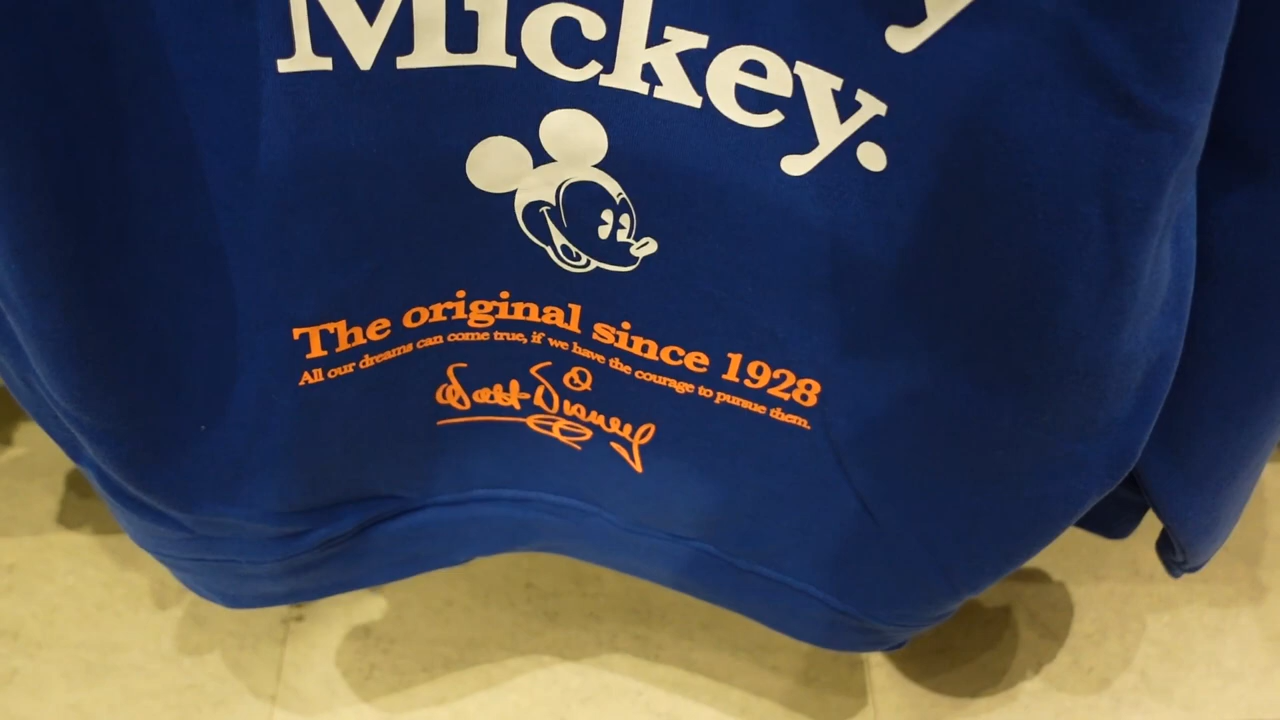 y
Mickey.
The original since 1928
All our dreams can come true, if we have the courage to pursue them.
Walt Disney